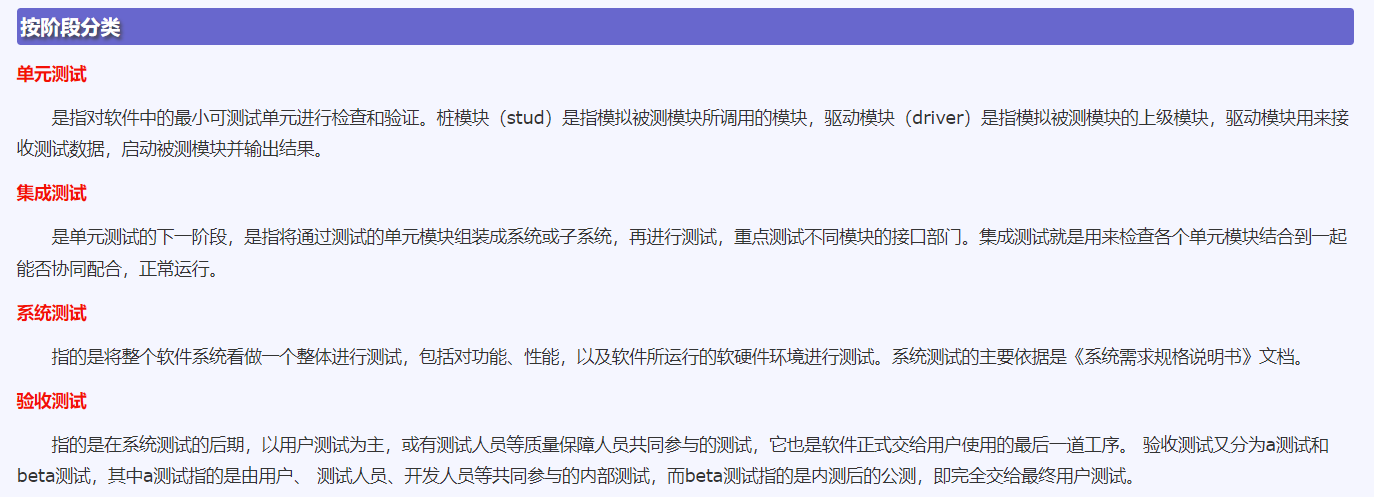 按阶段分类
单元测试
是指对软件中的最小可测试单元进行检查和验证。桩模块（stud）是指模拟被测模块所调用的模块，驱动模块（driver）是指模拟被测模块的上级模块，驱动模块用来接
收测试数据，启动被测模块并输出结果。
集成测试
是单元测试的下一阶段，是指将通过测试的单元模块组装成系统或子系统，再进行测试，重点测试不同模块的接口部门。集成测试就是用来检查各个单元模块结合到一起
能否协同配合，正常运行。
系统测试
指的是将整个软件系统看做一个整体进行测试，包括对功能、性能，以及软件所运行的软硬件环境进行测试。系统测试的主要依据是《系统需求规格说明书》文档。
验收测试
指的是在系统测试的后期，以用户测试为主，或有测试人员等质量保障人员共同参与的测试，它也是软件正式交给用户使用的最后一道工序。 验收测试又分为a测试和
beta测试，其中a测试指的是由用户、 测试人员、开发人员等共同参与的内部测试，而beta测试指的是内测后的公测，即完全交给最终用户测试。